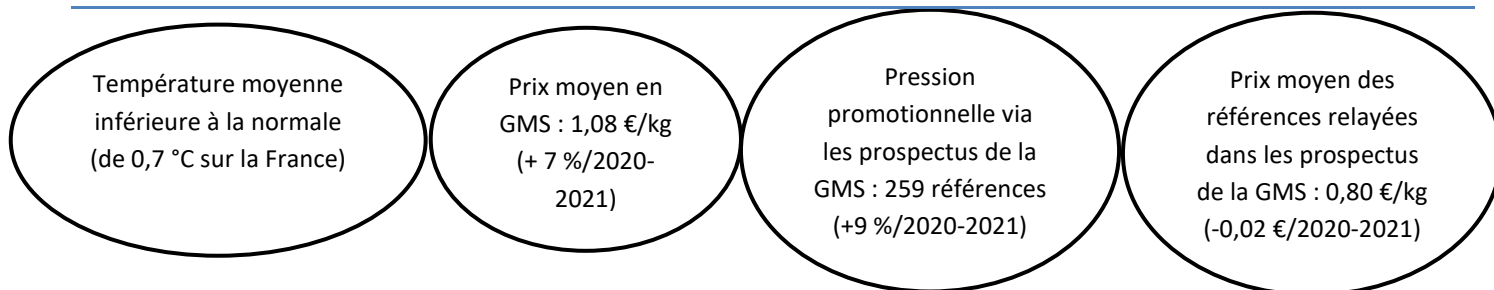 Température moyenne
inférieure à la normale
(de 0,7 °C sur la France)
Prix moyen en
GMS : 1,08 €/kg
(+ 7 %/2020-
2021)
Pression
promotionnelle via
les prospectus de la
GMS : 259 références
(+9 %/2020-2021)
Prix moyen des
références relayées
dans les prospectus
de la GMS : 0,80 €/kg
(-0,02 €/2020-2021)